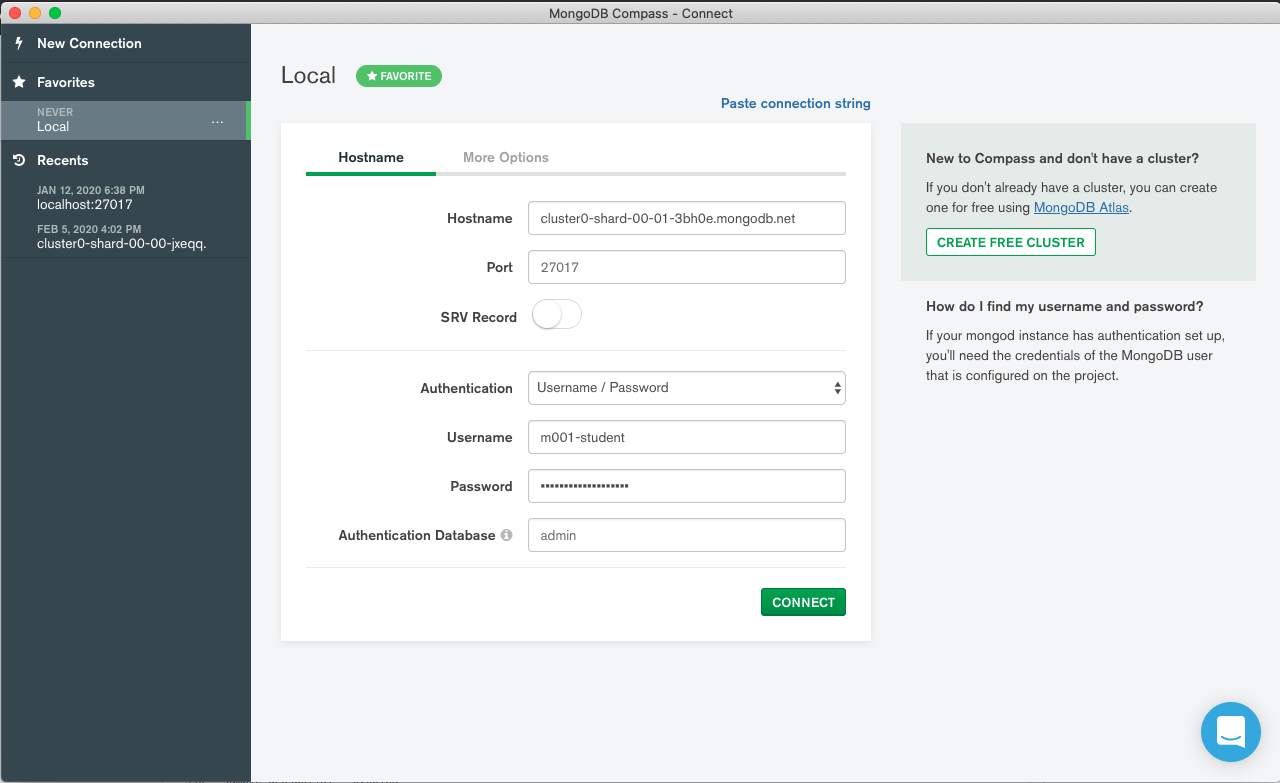 MongoDB Compass - Connect
New Connection
Favorites
NEVER
Local
...
Recents
JAN 12, 2020 6:38 PM
localhost:27017
FEB 5, 2020 4:02 PM
cluster0-shard-00-00-jxeqq.
Local
FAVORITE
Paste connection string
Hostname More Options
Hostname cluster0-shard-00-01-3bh0e.mongodb.net
Port 27017
SRV Record
Authentication Username / Password
Username m001-student
Password •••••••••••••••••••
Authentication Database admin
CONNECT
New to Compass and don't have a cluster?
If you don't already have a cluster, you can create
one for free using MongoDB Atlas.
CREATE FREE CLUSTER
How do I find my username and password?
If your mongod instance has authentication set up,
you'll need the credentials of the MongoDB user
that is configured on the project.